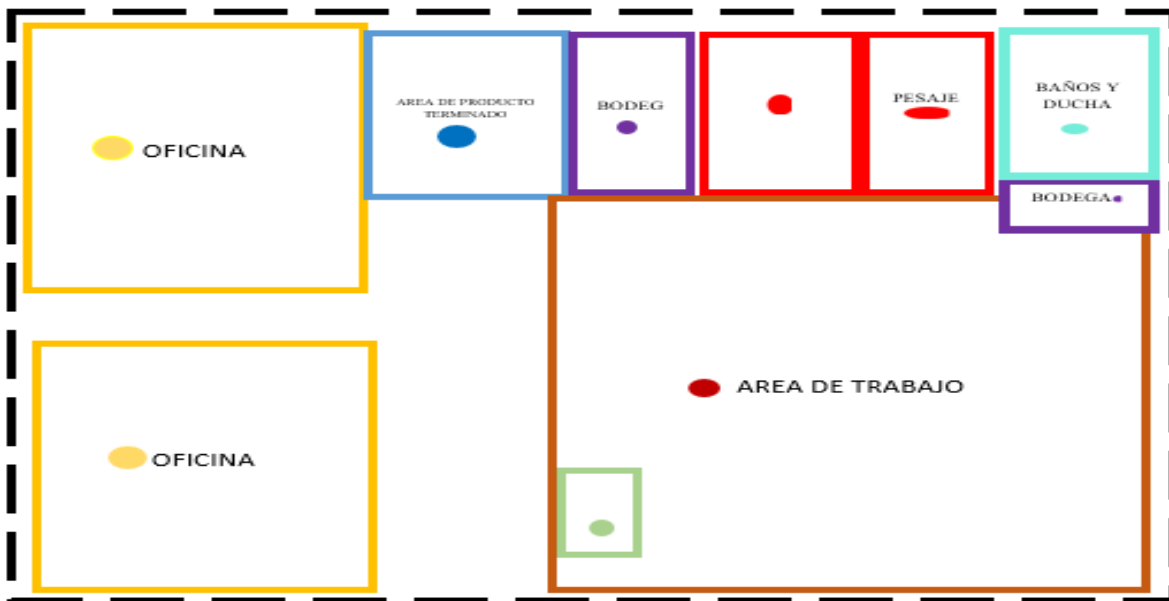 AREA DE PRODUCTO
TERMINADO
BODEG
PESAJE
BAÑOS Y
DUCHA
OFICINA
BODEGA
AREA DE TRABAJO
OFICINA